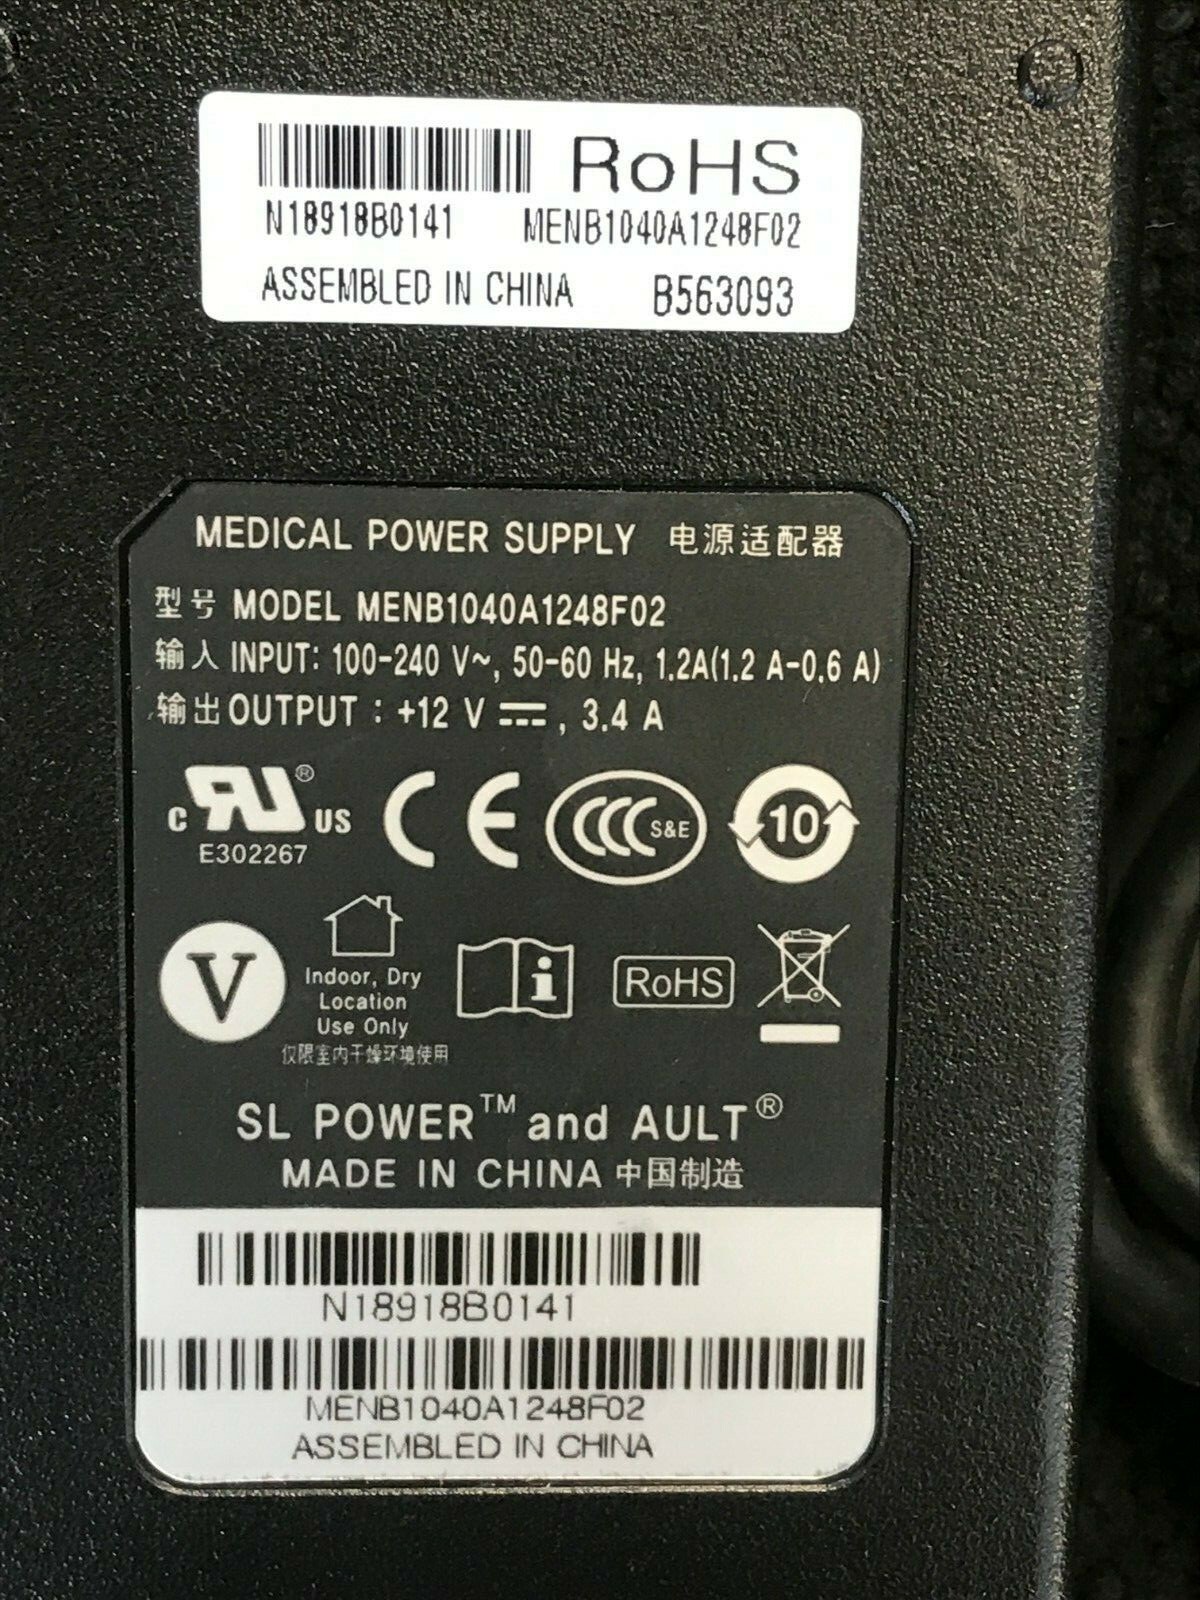 RoHS
N18918B0141 MENB1040A1248F02
ASSEMBLED IN CHINA B563093
MEDICAL POWER SUPPLY 电源适配器
型号 MODEL MENB1040A1248F02
输入 INPUT: 100-240 V~, 50-60 Hz, 1.2A(1.2 A-0.6 A)
输出 OUTPUT : +12 V ⎓, 3.4 A
c RU® US
E302267
CE
CCC S&E
10
V
Indoor, Dry
Location
Use Only
仅限室内干燥环境使用
i
RoHS
SL POWER™ and AULT®
MADE IN CHINA 中国制造
N18918B0141
MENB1040A1248F02
ASSEMBLED IN CHINA